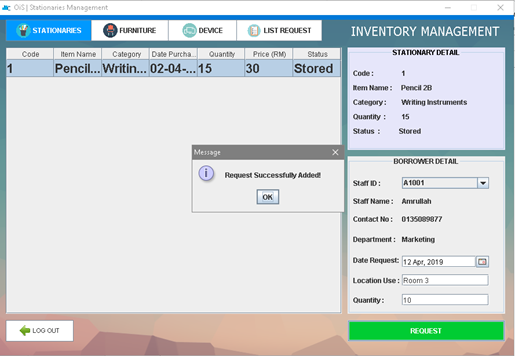 OiS| Stationaries Management
STATIONARIES
FURNITURE
DEVICE
LIST REQUEST
INVENTORY MANAGEMENT
Code Item Name Category Date Purcha... Quantity Price (RM) Status
1 Pencil... Writin... 02-04-... 15 30 Stored
STATIONARY DETAIL
Code : 1
Item Name : Pencil 2B
Category : Writing Instruments
Quantity : 15
Status : Stored
Message
Request Successfully Added!
OK
BORROWER DETAIL
Staff ID : A1001
Staff Name : Amrullah
Contact No : 0135089877
Department : Marketing
Date Request: 12 Apr, 2019
Location Use : Room 3
Quantity : 10
LOG OUT
REQUEST